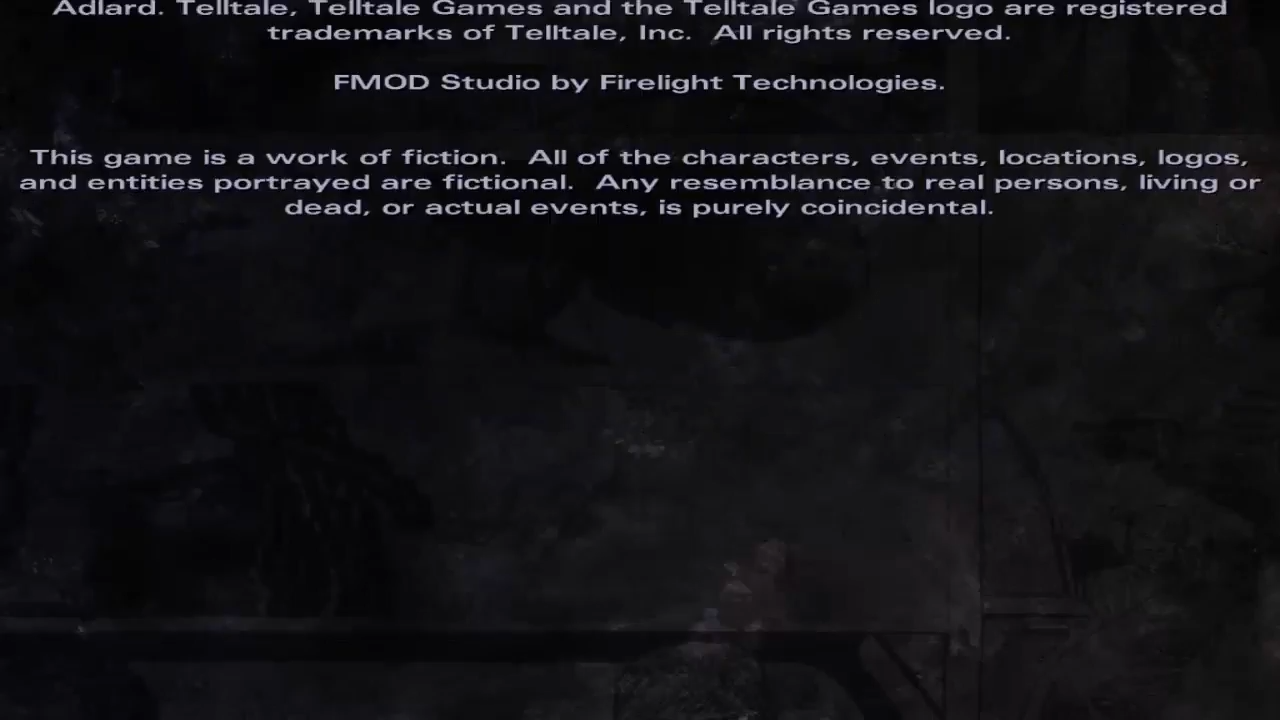 Adlard. Telltale, Telltale Games and the Telltale Games logo are registered
trademarks of Telltale, Inc.  All rights reserved.
FMOD Studio by Firelight Technologies.
This game is a work of fiction.  All of the characters, events, locations, logos,
and entities portrayed are fictional.  Any resemblance to real persons, living or
dead, or actual events, is purely coincidental.